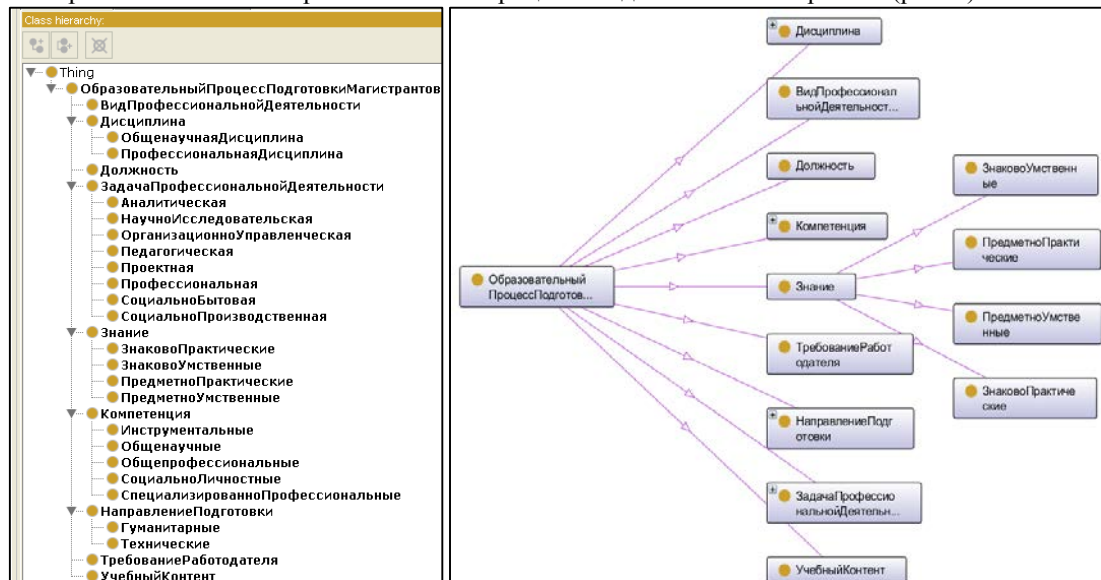 Class hierarchy:
Thing
ОбразовательныйПроцессПодготовкиМагистрантов
ВидПрофессиональнойДеятельности
Дисциплина
ОбщенаучнаяДисциплина
ПрофессиональнаяДисциплина
Должность
ЗадачаПрофессиональнойДеятельности
Аналитическая
НаучноИсследовательская
ОрганизационноУправленческая
Педагогическая
Проектная
Профессиональная
СоциальноБытовая
СоциальноПроизводственная
Знание
ЗнаковоПрактические
ЗнаковоУмственные
ПредметноПрактические
ПредметноУмственные
Компетенция
Инструментальные
Общенаучные
Общепрофессиональные
СоциальноЛичностные
СпециализированноПрофессиональные
НаправлениеПодготовки
Гуманитарные
Технические
ТребованиеРаботодателя
УчебныйКонтент
Образовательный
ПроцессПодготов...
Дисциплина
ВидПрофессионал
ьнойДеятельност...
Должность
Компетенция
Знание
ТребованиеРабот
одателя
НаправлениеПодг
отовки
ЗадачаПрофессио
нальнойДеятельн...
УчебныйКонтент
ЗнаковоУмственн
ые
ПредметноПракти
ческие
ПредметноУмстве
нные
ЗнаковоПрактиче
ские